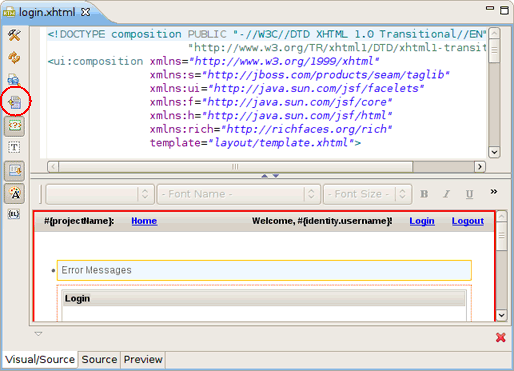 login.xhtml
<!DOCTYPE composition PUBLIC "-//W3C//DTD XHTML 1.0 Transitional//EN"
"http://www.w3.org/TR/xhtml1/DTD/xhtml1-transit
<ui:composition xmlns="http://www.w3.org/1999/xhtml"
xmlns:s="http://jboss.com/products/seam/taglib"
xmlns:ui="http://java.sun.com/jsf/facelets"
xmlns:f="http://java.sun.com/jsf/core"
xmlns:h="http://java.sun.com/jsf/html"
xmlns:rich="http://richfaces.org/rich"
template="layout/template.xhtml">
- Font Name - - Font Size - B I U »
#{projectName}: Home Welcome, #{identity.username}! Login Logout
Error Messages
Login
Visual/Source Source Preview